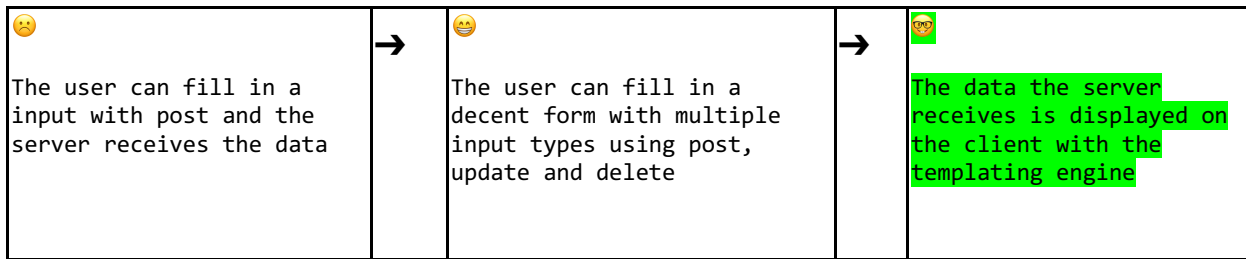 ☹️
The user can fill in a
input with post and the
server receives the data
➔
😁
The user can fill in a
decent form with multiple
input types using post,
update and delete
➔
🤓
The data the server
receives is displayed on
the client with the
templating engine